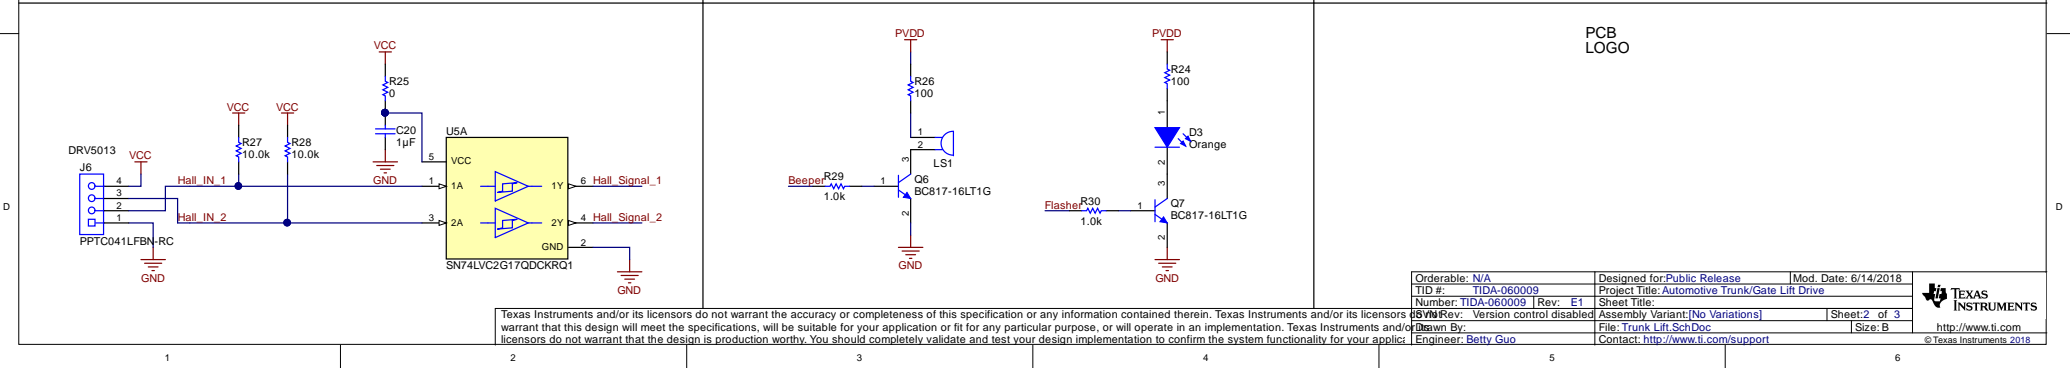 PCB
LOGO
VCC
R25
0
C20
1µF
GND
VCC
VCC
R27
10.0k
R28
10.0k
DRV5013
J6
VCC
4
3
2
1
PPTC041LFBN-RC
GND
Hall_IN_1
Hall_IN_2
U5A
5
VCC
1
1A
3
2A
1Y
6
Hall_Signal_1
2Y
4
Hall_Signal_2
GND
2
SN74LVC2G17QDCKRQ1
GND
PVDD
R26
100
1
2
LS1
3
Q6
BC817-16LT1G
Beeper
R29
1.0k
1
2
GND
PVDD
R24
100
1
D3
Orange
2
3
Q7
BC817-16LT1G
Flasher
R30
1.0k
1
2
GND
D
D
Texas Instruments and/or its licensors do not warrant the accuracy or completeness of this specification or any information contained therein. Texas Instruments and/or its licensors do not
warrant that this design will meet the specifications, will be suitable for your application or fit for any particular purpose, or will operate in an implementation. Texas Instruments and/or its
licensors do not warrant that the design is production worthy. You should completely validate and test your design implementation to confirm the system functionality for your applic
Orderable: N/A
Designed for:Public Release
Mod. Date: 6/14/2018
TID #: TIDA-060009
Project Title: Automotive Trunk/Gate Lift Drive
Number: TIDA-060009
Rev: E1
Sheet Title:
SVN Rev: Version control disabled
Assembly Variant:[No Variations]
Sheet:2 of 3
Drawn By:
File: Trunk Lift.SchDoc
Size: B
Engineer: Betty Guo
Contact: http://www.ti.com/support
TEXAS
INSTRUMENTS
http://www.ti.com
© Texas Instruments 2018
1
2
3
4
5
6